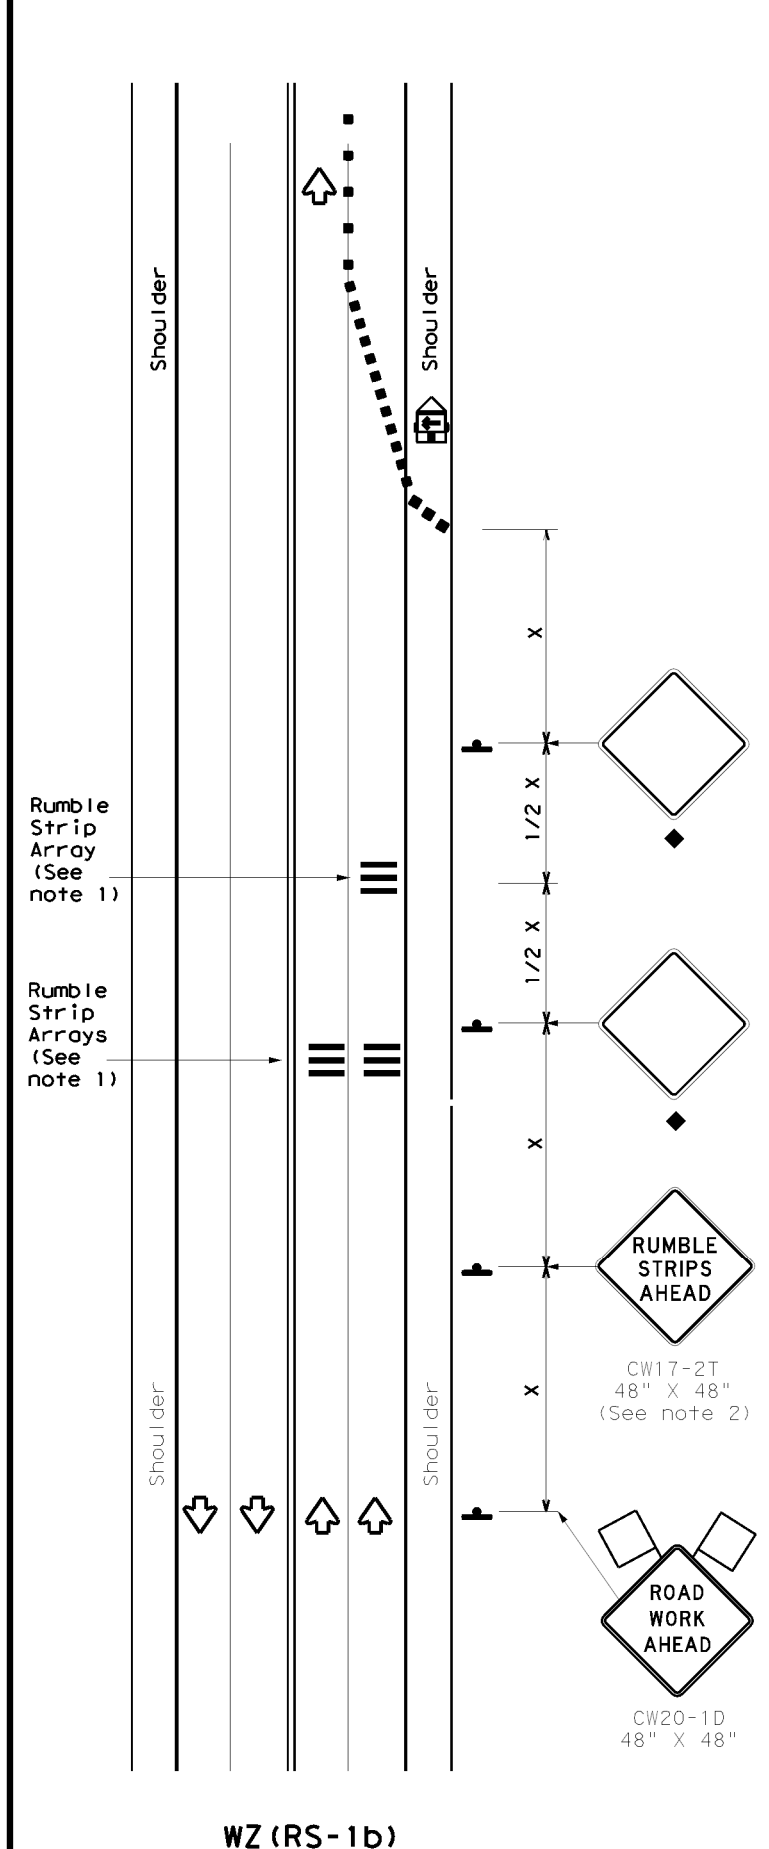 Shoulder
Shoulder
X
1/2 X
Rumble
Strip
Array
(See
note 1)
1/2 X
Rumble
Strip
Arrays
(See
note 1)
X
RUMBLE
STRIPS
AHEAD
CW17-2T
48" X 48"
(See note 2)
X
Shoulder
Shoulder
ROAD
WORK
AHEAD
CW20-1D
48" X 48"
WZ(RS-1b)